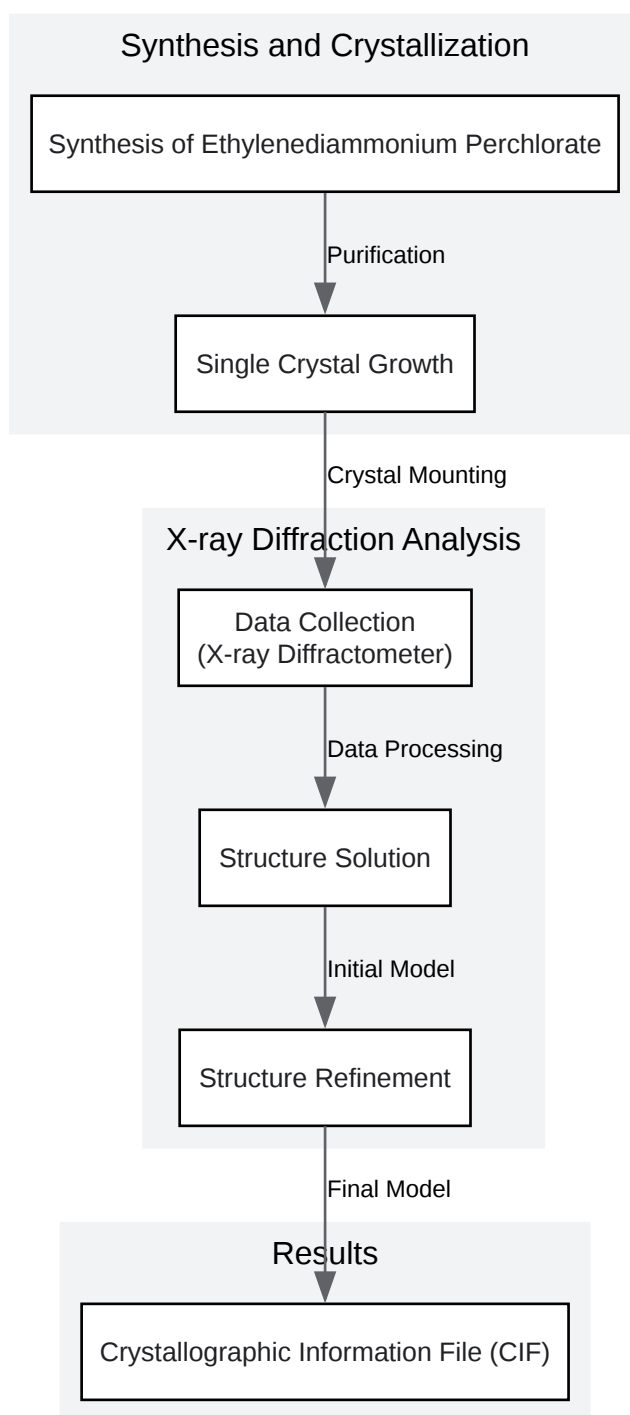 Synthesis and Crystallization
Synthesis of Ethylenediammonium Perchlorate
Purification
Single Crystal Growth
Crystal Mounting
X-ray Diffraction Analysis
Data Collection
(X-ray Diffractometer)
Data Processing
Structure Solution
Initial Model
Structure Refinement
Final Model
Results
Crystallographic Information File (CIF)